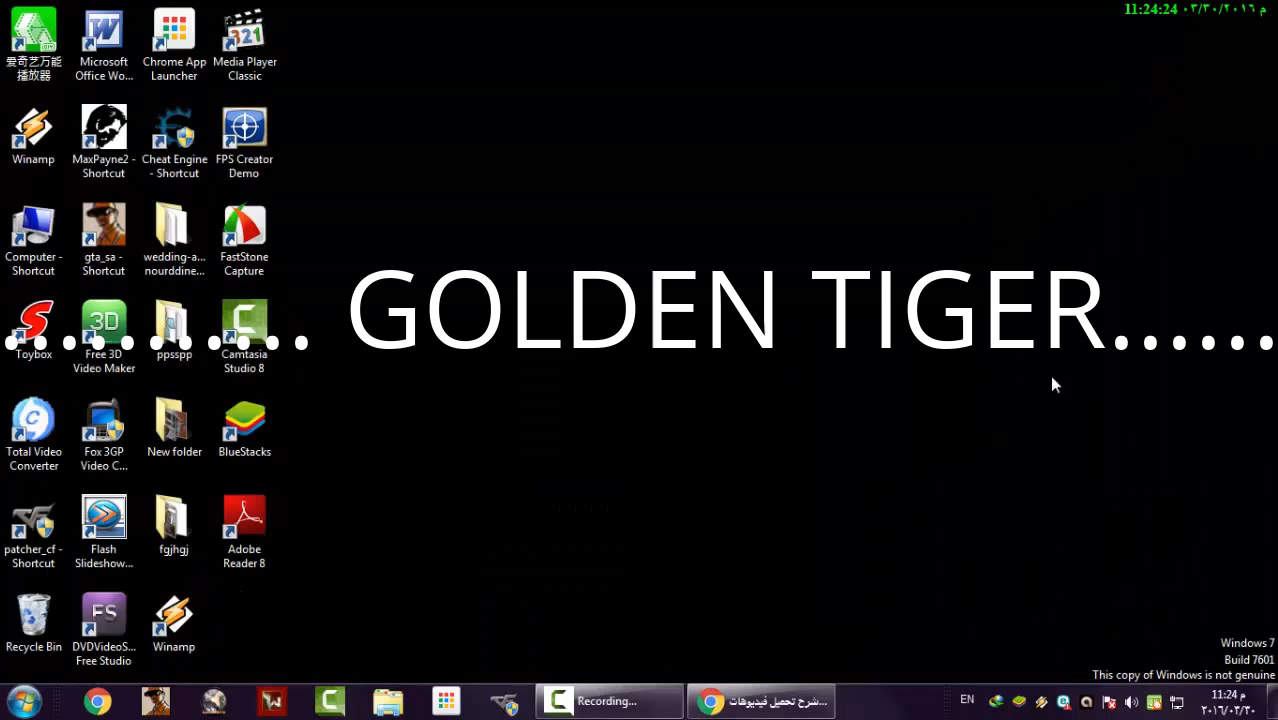 11:24:24 ٠٣/٣٠/٢٠١٦ م
爱奇艺万能
播放器
Microsoft
Office Wo...
Chrome App
Launcher
Media Player
Classic
321
DIY
Winamp
MaxPayne2 -
Shortcut
Cheat Engine
- Shortcut
FPS Creator
Demo
Computer -
Shortcut
gta_sa -
Shortcut
wedding-a...
nourddine...
FastStone
Capture
........... GOLDEN TIGER......
3D
Toybox
Free 3D
Video Maker
ppsspp
Camtasia
Studio 8
Total Video
Converter
Fox 3GP
Video C...
New folder
BlueStacks
patcher_cf -
Shortcut
Flash
Slideshow...
fgjhgj
Adobe
Reader 8
FS
Recycle Bin
DVDVideoS...
Free Studio
Winamp
Windows 7
Build 7601
This copy of Windows is not genuine
Recording...
شرح تحميل فيديوهات...
EN
11:24 م
٢٠١٦/٠٣/٣٠